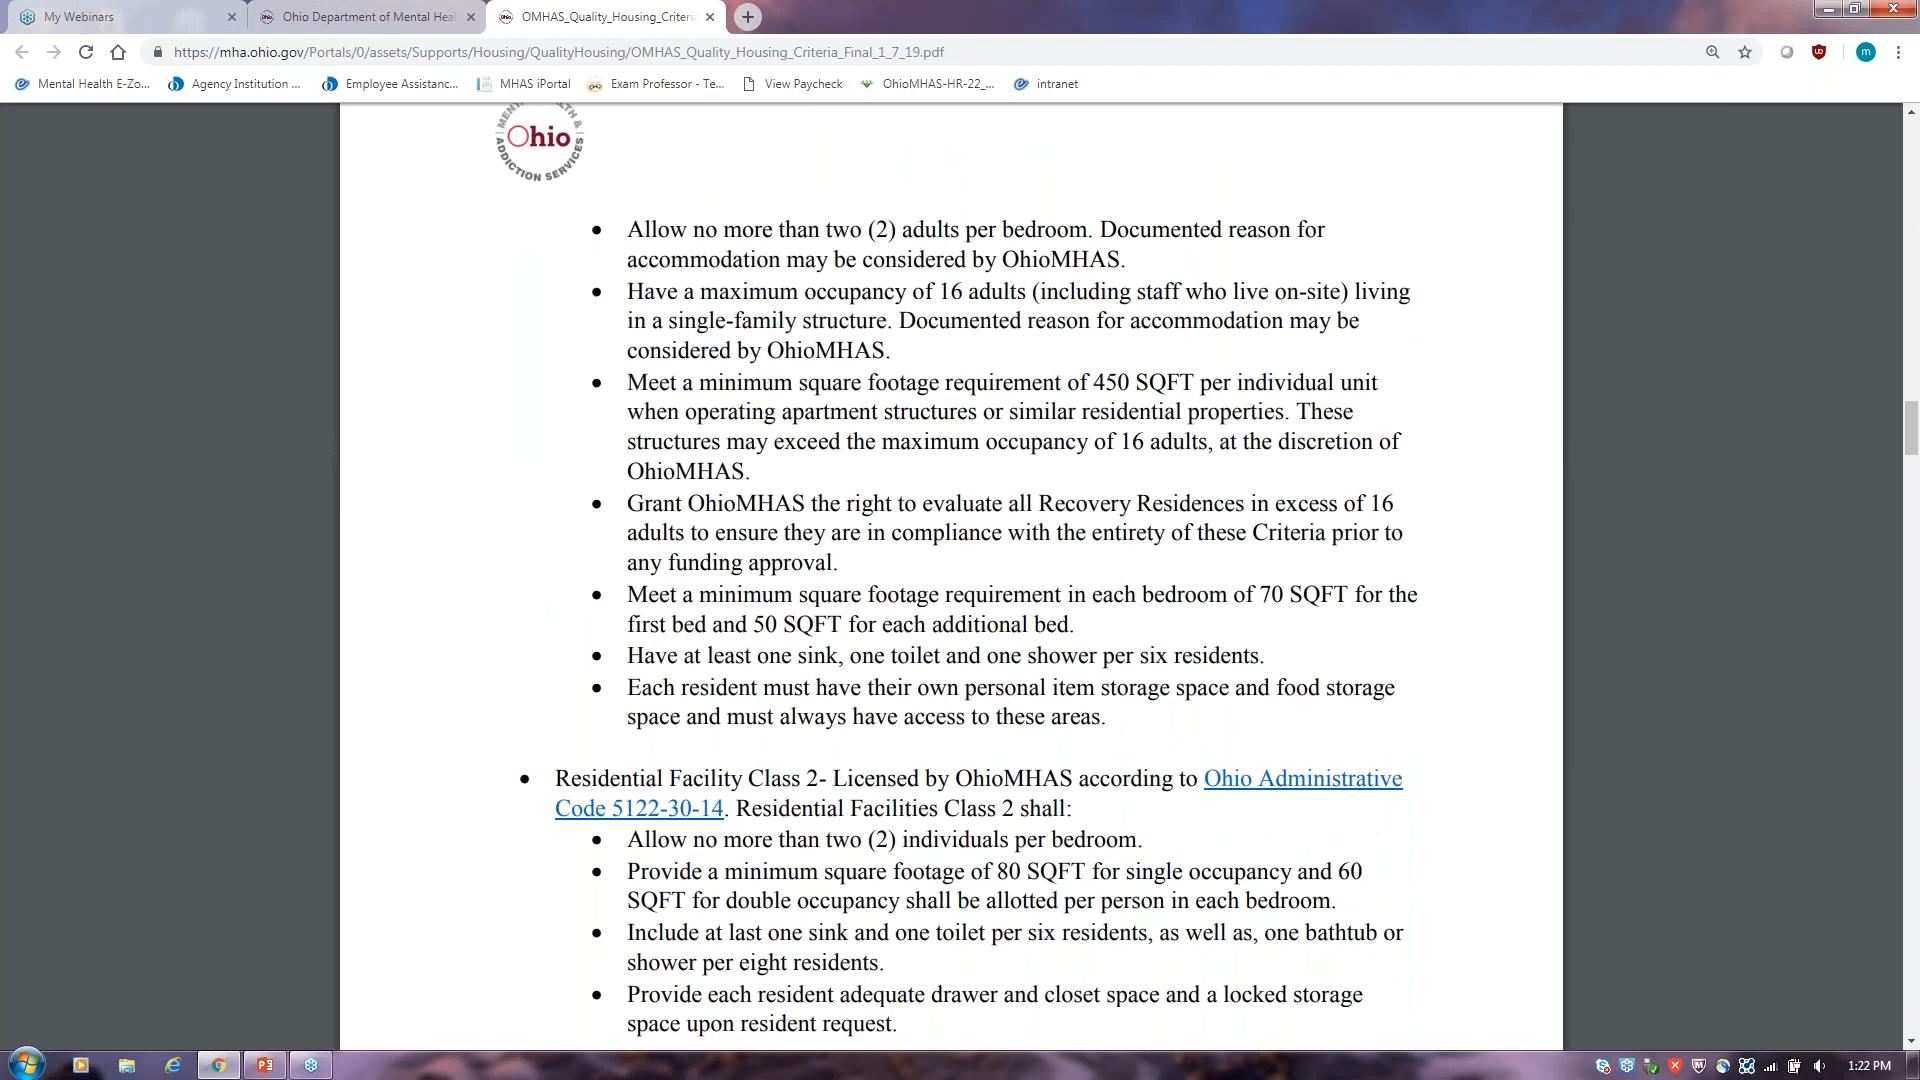 My Webinars
Ohio Department of Mental Heal
OMHAS_Quality_Housing_Criteria
https://mha.ohio.gov/Portals/0/assets/Supports/Housing/QualityHousing/OMHAS_Quality_Housing_Criteria_Final_1_7_19.pdf
m
Mental Health E-Zo...
Agency Institution ...
Employee Assistanc...
MHAS iPortal
Exam Professor - Te...
View Paycheck
OhioMHAS-HR-22_...
intranet
Ohio
ADDICTION SERVICES
• Allow no more than two (2) adults per bedroom. Documented reason for
accommodation may be considered by OhioMHAS.
• Have a maximum occupancy of 16 adults (including staff who live on-site) living
in a single-family structure. Documented reason for accommodation may be
considered by OhioMHAS.
• Meet a minimum square footage requirement of 450 SQFT per individual unit
when operating apartment structures or similar residential properties. These
structures may exceed the maximum occupancy of 16 adults, at the discretion of
OhioMHAS.
• Grant OhioMHAS the right to evaluate all Recovery Residences in excess of 16
adults to ensure they are in compliance with the entirety of these Criteria prior to
any funding approval.
• Meet a minimum square footage requirement in each bedroom of 70 SQFT for the
first bed and 50 SQFT for each additional bed.
• Have at least one sink, one toilet and one shower per six residents.
• Each resident must have their own personal item storage space and food storage
space and must always have access to these areas.
• Residential Facility Class 2- Licensed by OhioMHAS according to Ohio Administrative
Code 5122-30-14. Residential Facilities Class 2 shall:
• Allow no more than two (2) individuals per bedroom.
• Provide a minimum square footage of 80 SQFT for single occupancy and 60
SQFT for double occupancy shall be allotted per person in each bedroom.
• Include at last one sink and one toilet per six residents, as well as, one bathtub or
shower per eight residents.
• Provide each resident adequate drawer and closet space and a locked storage
space upon resident request.
1:22 PM